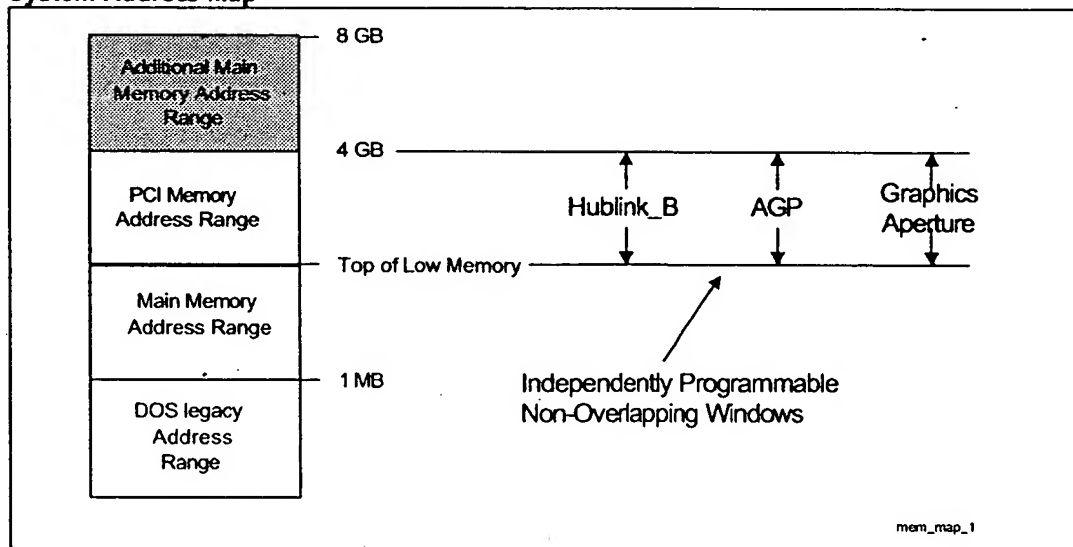 System Address Map
8 GB
Additional Main
Memory Address
Range
4 GB
PCI Memory
Address Range
Hublink_B
AGP
Graphics
Aperture
Top of Low Memory
Main Memory
Address Range
1 MB
Independently Programmable
Non-Overlapping Windows
DOS legacy
Address
Range
mem_map_1